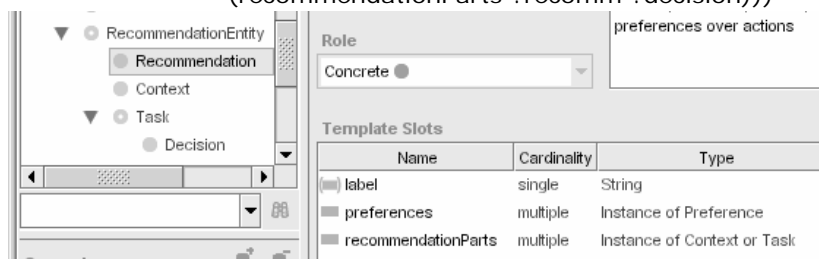 (recommendationParts ?recomm ?decision)))
RecommendationEntity
Recommendation
Context
Task
Decision
Role
Concrete
preferences over actions
Template Slots
Name Cardinality Type
label single String
preferences multiple Instance of Preference
recommendationParts multiple Instance of Context or Task